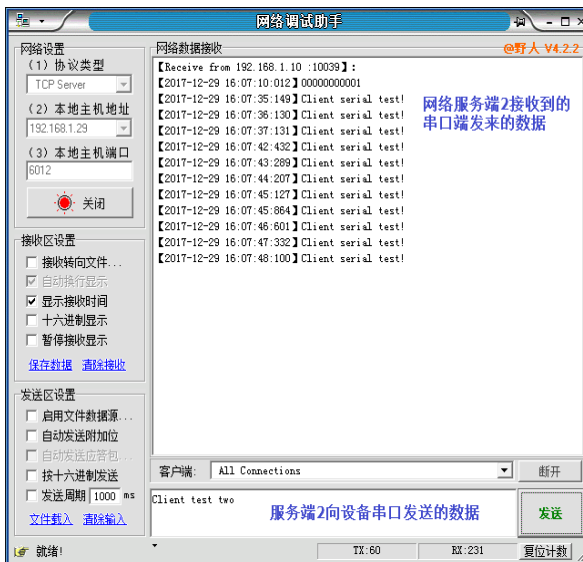 网络调试助手
网络设置
(1) 协议类型
TCP Server
(2) 本地主机地址
192.168.1.29
(3) 本地主机端口
6012
关闭
接收区设置
接收转向文件...
自动换行显示
显示接收时间
十六进制显示
暂停接收显示
保存数据 清除接收
发送区设置
启用文件数据源...
自动发送附加位
自动发送应答包...
按十六进制发送
发送周期 1000 ms
文件载入 清除输入
网络数据接收
@野人 V4.2.2
【Receive from 192.168.1.10 :10039】:
【2017-12-29 16:07:10:012】00000000001
【2017-12-29 16:07:35:149】Client serial test!
【2017-12-29 16:07:36:130】Client serial test!
【2017-12-29 16:07:37:131】Client serial test!
【2017-12-29 16:07:42:432】Client serial test!
【2017-12-29 16:07:43:289】Client serial test!
【2017-12-29 16:07:44:207】Client serial test!
【2017-12-29 16:07:45:127】Client serial test!
【2017-12-29 16:07:45:864】Client serial test!
【2017-12-29 16:07:46:601】Client serial test!
【2017-12-29 16:07:47:332】Client serial test!
【2017-12-29 16:07:48:100】Client serial test!
网络服务端2接收到的
串口端发来的数据
客户端: All Connections 断开
Client test two
服务端2向设备串口发送的数据
发送
就绪! TX:60 RX:231 复位计数